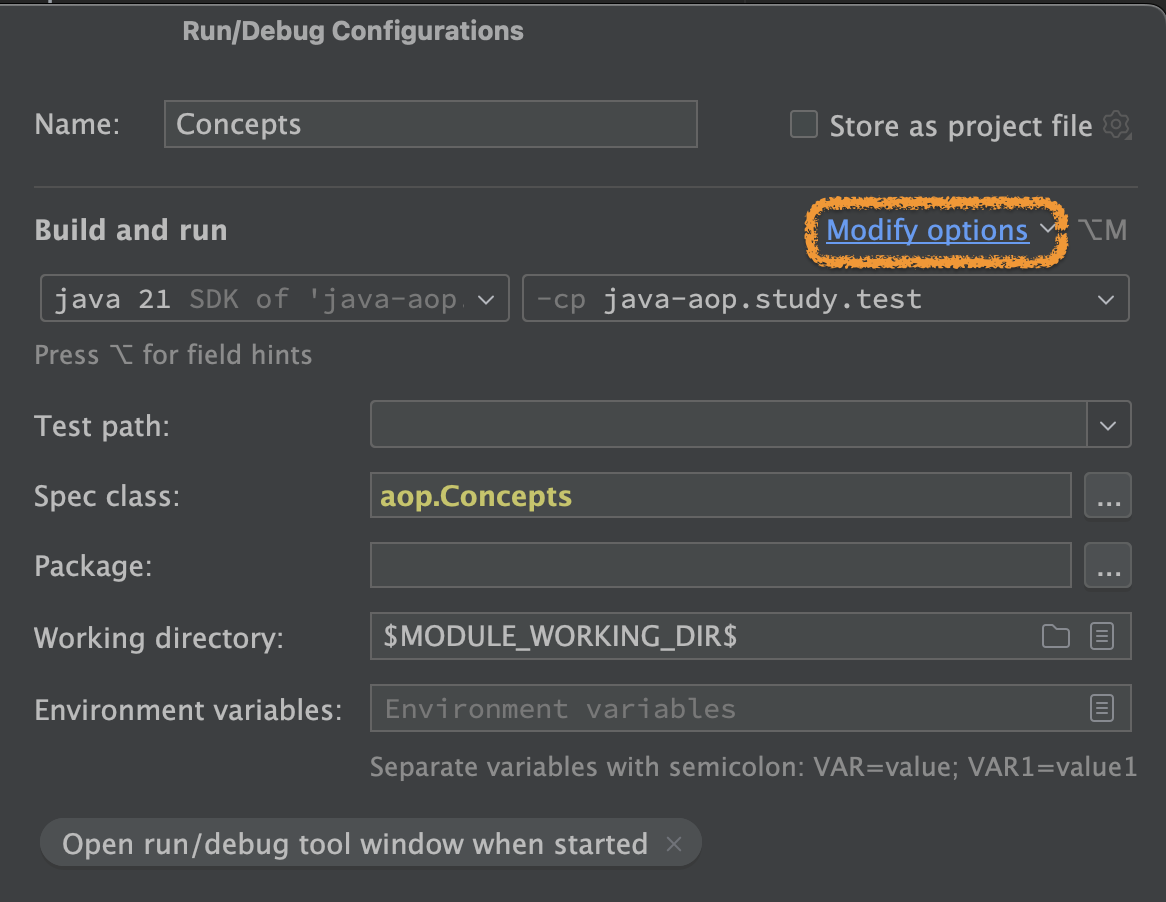 Run/Debug Configurations
Name: Concepts Store as project file
Build and run Modify options ⌥M
java 21 SDK of 'java-aop. -cp java-aop.study.test
Press ⌥ for field hints
Test path:
Spec class: aop.Concepts ...
Package: ...
Working directory: $MODULE_WORKING_DIR$
Environment variables: Environment variables
Separate variables with semicolon: VAR=value; VAR1=value1
Open run/debug tool window when started ×